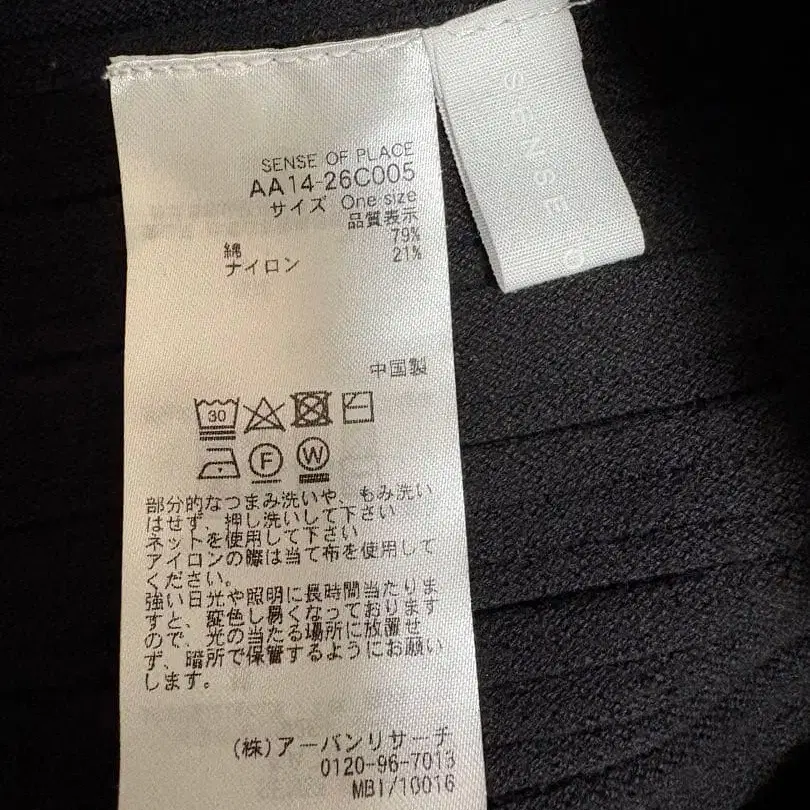 SENSE O
SENSE OF PLACE
AA14-26C005
サイズ One size
品質表示
綿 79%
ナイロン 21%
中国製
30
F W
部分的なつまみ洗いや、もみ洗い
はせず、押し洗いして下さい
ネットを使用して下さい
アイロンの際は当て布を使用して
ください。
強い日光や照明に長時間当たりま
すと、変色し易くなっております
ので、光の当たる場所に放置せ
ず、暗所で保管するようにお願い
します。
(株)アーバンリサーチ
0120-96-7013
MBI/10016